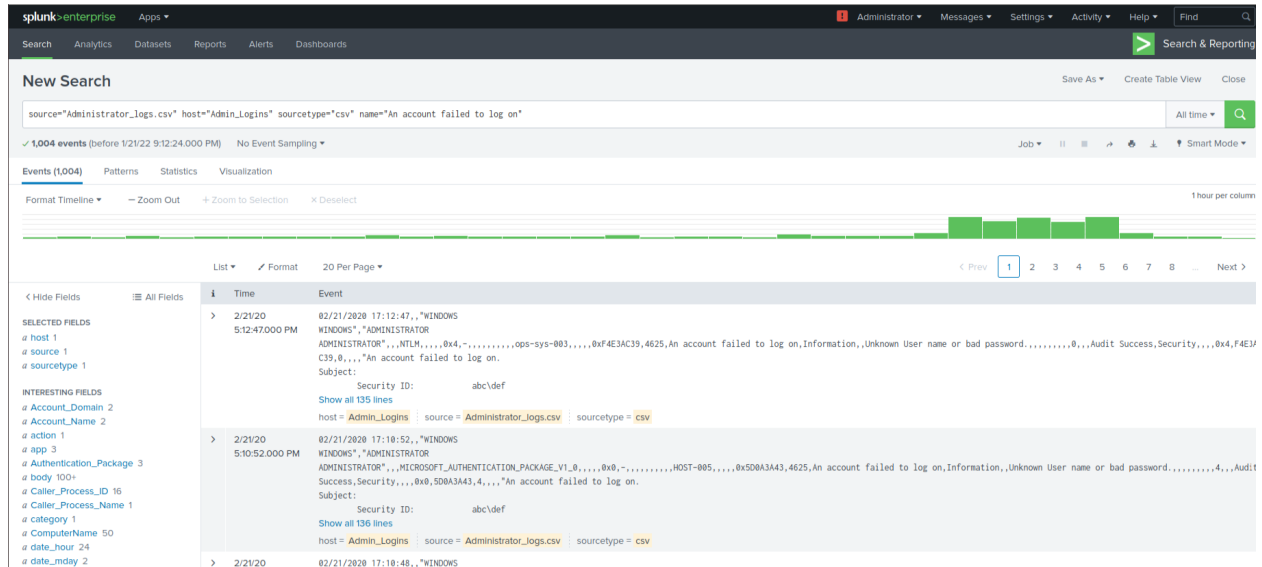 splunk>enterprise Apps ▾ ! Administrator ▾ Messages ▾ Settings ▾ Activity ▾ Help ▾ Find
Search Analytics Datasets Reports Alerts Dashboards > Search & Reporting
New Search Save As ▾ Create Table View Close
source="Administrator_logs.csv" host="Admin_Logins" sourcetype="csv" name="An account failed to log on" All time ▾
✓ 1,004 events (before 1/21/22 9:12:24.000 PM) No Event Sampling ▾ Job ▾ Smart Mode ▾
Events (1,004) Patterns Statistics Visualization
Format Timeline ▾ — Zoom Out + Zoom to Selection × Deselect 1 hour per column
List ▾ Format 20 Per Page ▾ < Prev 1 2 3 4 5 6 7 8 ... Next >
< Hide Fields All Fields i Time Event
SELECTED FIELDS
a host 1
a source 1
a sourcetype 1
INTERESTING FIELDS
a Account_Domain 2
a Account_Name 2
a action 1
a app 3
a Authentication_Package 3
a body 100+
a Caller_Process_ID 16
a Caller_Process_Name 1
a category 1
a ComputerName 50
a date_hour 24
a date_mday 2
> 2/21/20 02/21/2020 17:12:47,,"WINDOWS
5:12:47.000 PM WINDOWS","ADMINISTRATOR
ADMINISTRATOR",,,NTLM,,,,,0x4,-,,,,,,,,,ops-sys-003,,,,,0xF4E3AC39,4625,An account failed to log on,Information,,Unknown User name or bad password.,,,,,,,,,0,,,Audit Success,Security,,,,0x4,F4E3A
C39,0,,,,"An account failed to log on.
Subject:
Security ID: abc\def
Show all 135 lines
host = Admin_Logins source = Administrator_logs.csv sourcetype = csv
> 2/21/20 02/21/2020 17:10:52,,"WINDOWS
5:10:52.000 PM WINDOWS","ADMINISTRATOR
ADMINISTRATOR",,,MICROSOFT_AUTHENTICATION_PACKAGE_V1_0,,,,,0x0,-,,,,,,,,,HOST-005,,,,,0x5D0A3A43,4625,An account failed to log on,Information,,Unknown User name or bad password.,,,,,,,,,4,,,Audit
Success,Security,,,,0x0,5D0A3A43,4,,,,"An account failed to log on.
Subject:
Security ID: abc\def
Show all 136 lines
host = Admin_Logins source = Administrator_logs.csv sourcetype = csv
> 2/21/20 02/21/2020 17:10:48,,"WINDOWS